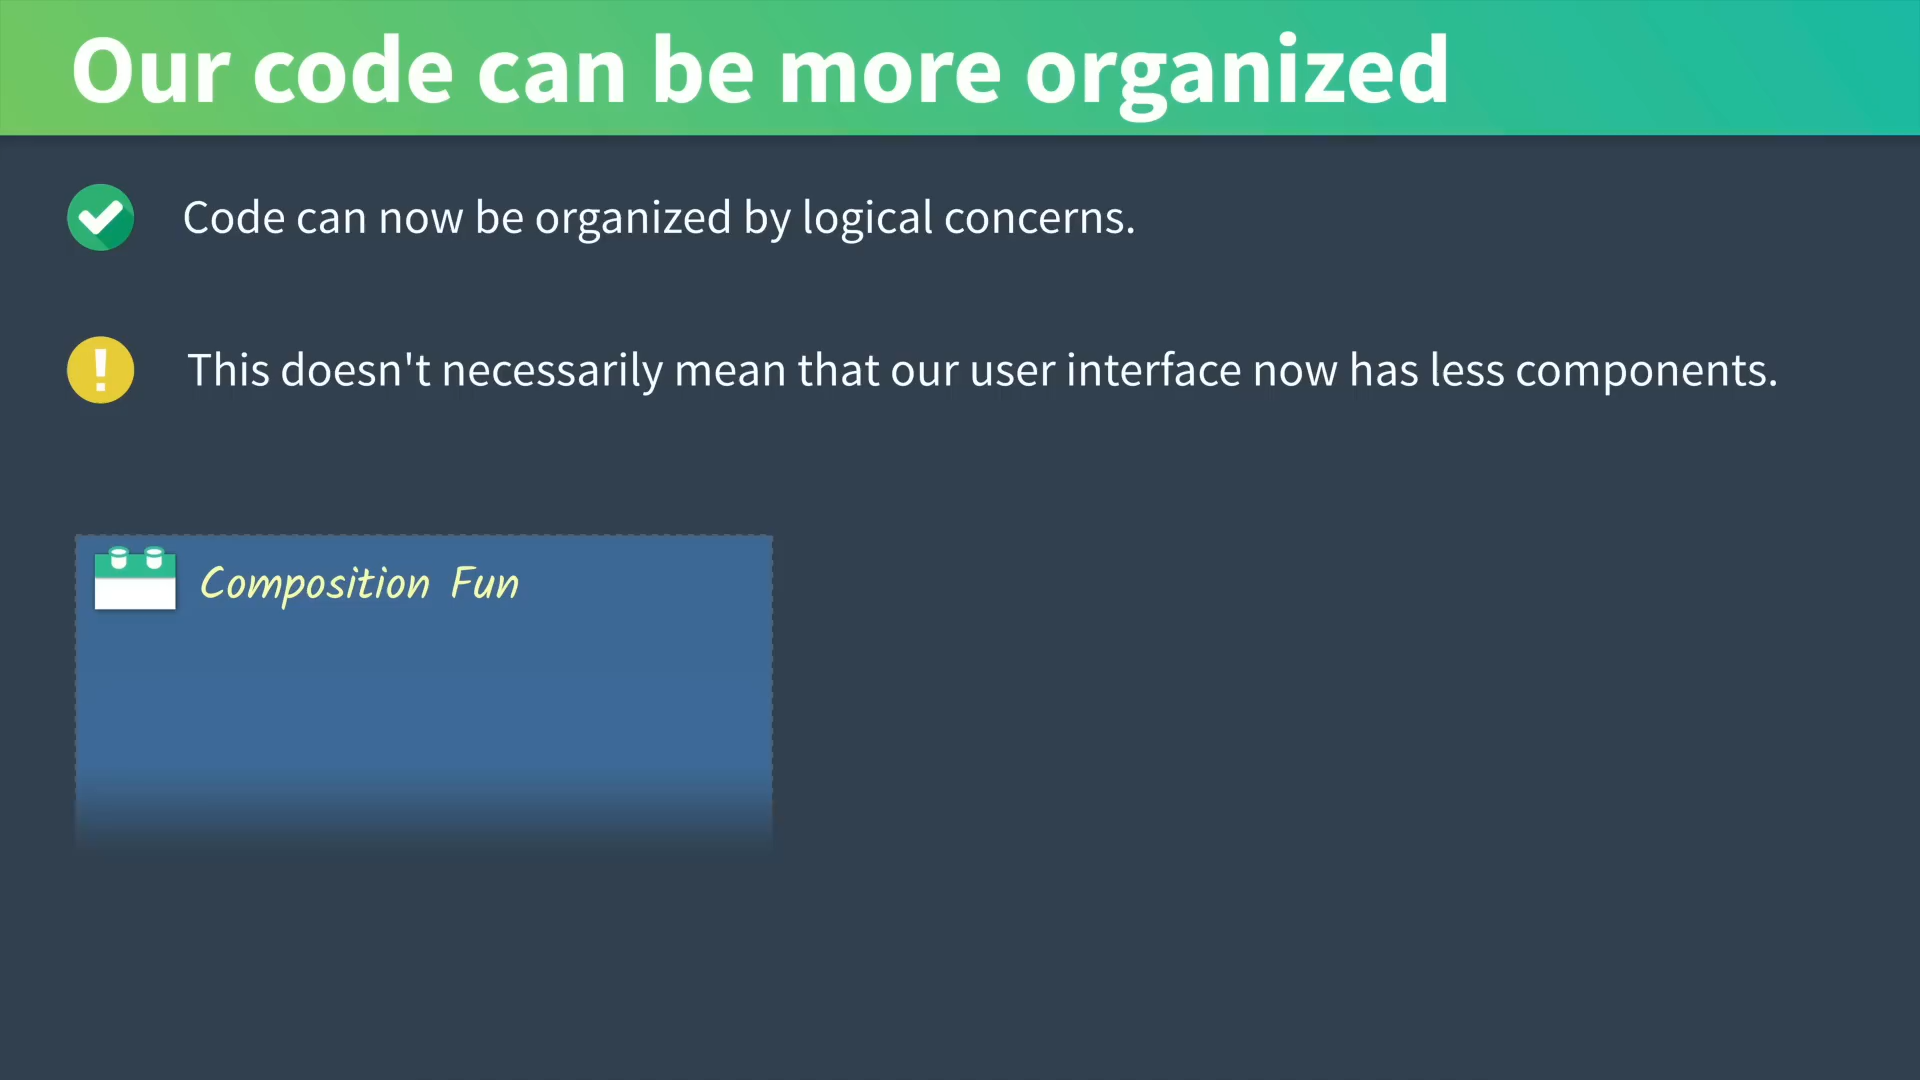 Our code can be more organized
Code can now be organized by logical concerns.
This doesn't necessarily mean that our user interface now has less components.
Composition Fun